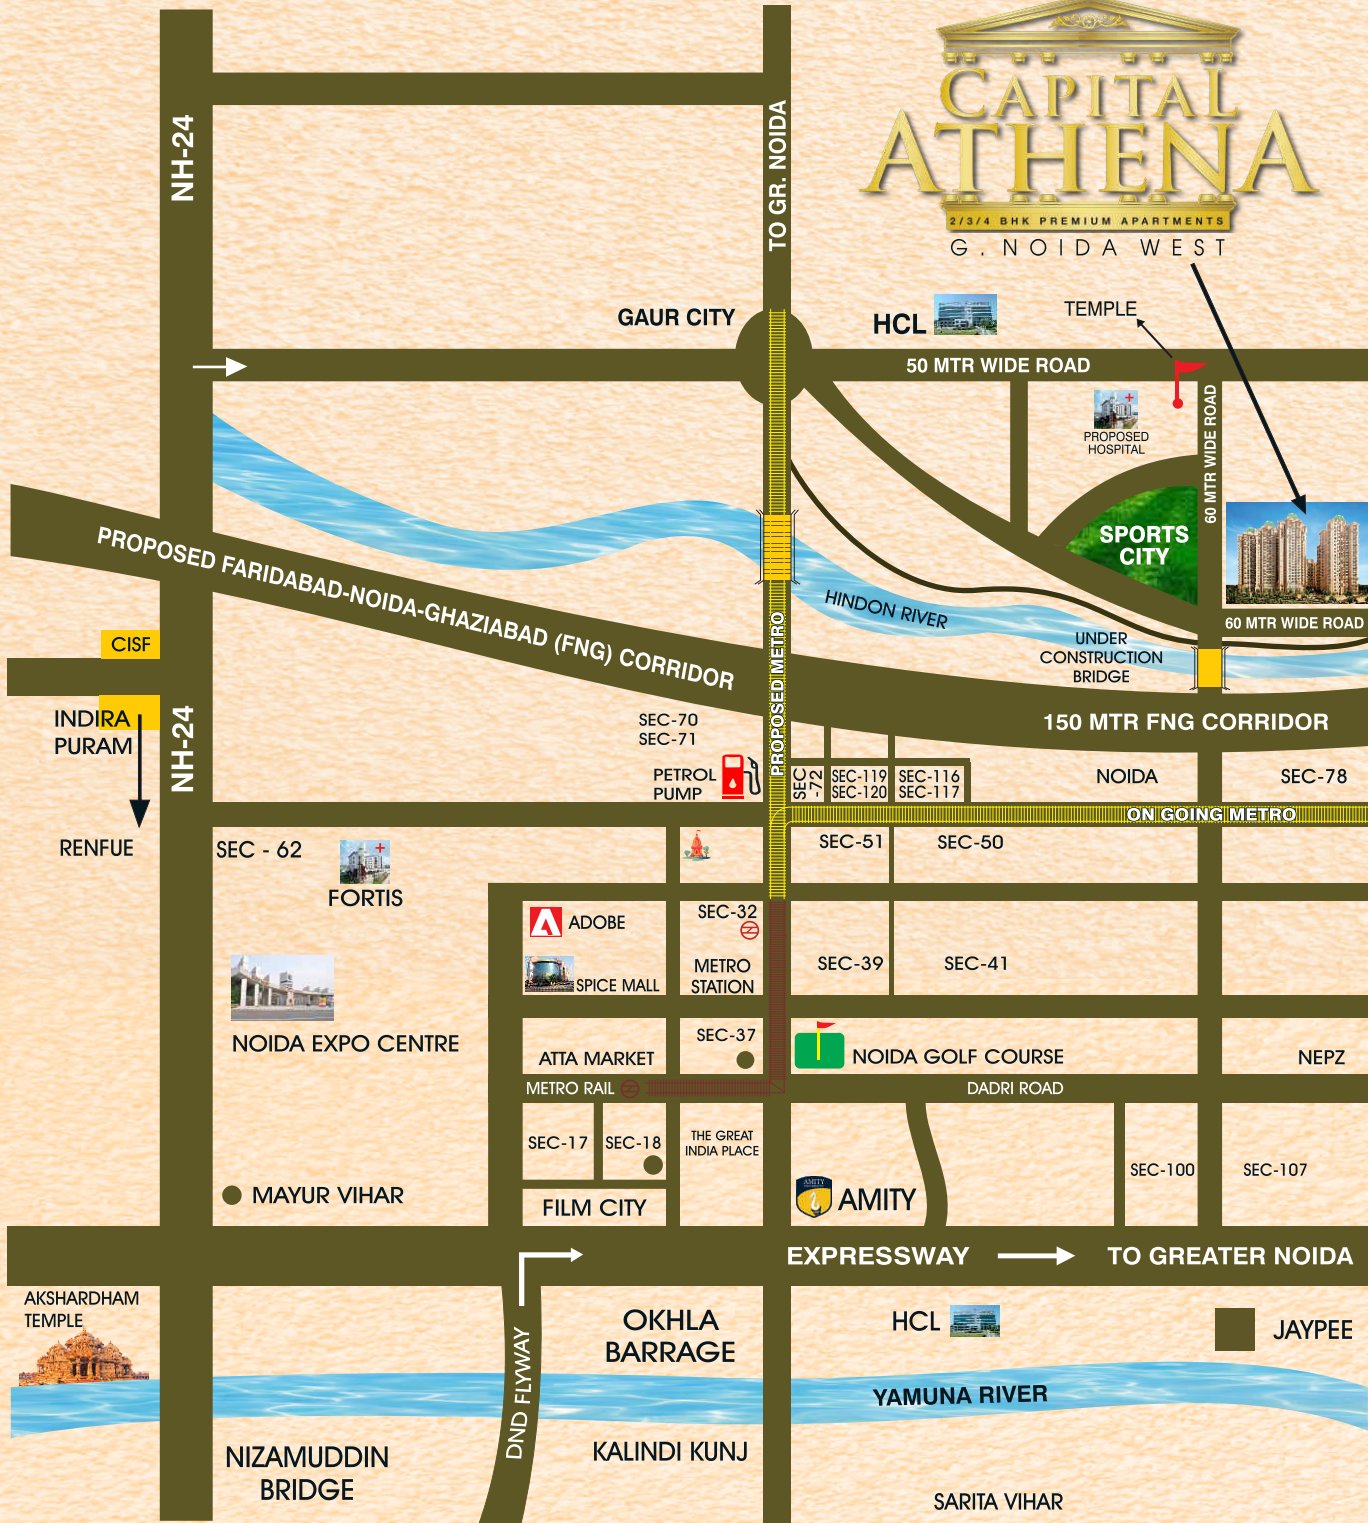 CAPITAL
ATHENA
2/3/4 BHK PREMIUM APARTMENTS
G. NOIDA WEST
NH-24
TO GR. NOIDA
GAUR CITY
HCL
TEMPLE
50 MTR WIDE ROAD
PROPOSED
HOSPITAL
60 MTR WIDE ROAD
SPORTS
CITY
PROPOSED FARIDABAD-NOIDA-GHAZIABAD (FNG) CORRIDOR
HINDON RIVER
60 MTR WIDE ROAD
UNDER
CONSTRUCTION
BRIDGE
CISF
INDIRA
PURAM
NH-24
PROPOSED METRO
150 MTR FNG CORRIDOR
SEC-70
SEC-71
PETROL
PUMP
SEC
-72
SEC-119
SEC-120
SEC-116
SEC-117
NOIDA
SEC-78
ON GOING METRO
RENFUE
SEC - 62
FORTIS
SEC-51
SEC-50
ADOBE
SEC-32
SPICE MALL
METRO
STATION
SEC-39
SEC-41
NOIDA EXPO CENTRE
ATTA MARKET
SEC-37
NOIDA GOLF COURSE
NEPZ
METRO RAIL
DADRI ROAD
SEC-17
SEC-18
THE GREAT
INDIA PLACE
SEC-100
SEC-107
MAYUR VIHAR
FILM CITY
AMITY
AMITY
EXPRESSWAY
TO GREATER NOIDA
AKSHARDHAM
TEMPLE
DND FLYWAY
OKHLA
BARRAGE
HCL
JAYPEE
YAMUNA RIVER
NIZAMUDDIN
BRIDGE
KALINDI KUNJ
SARITA VIHAR